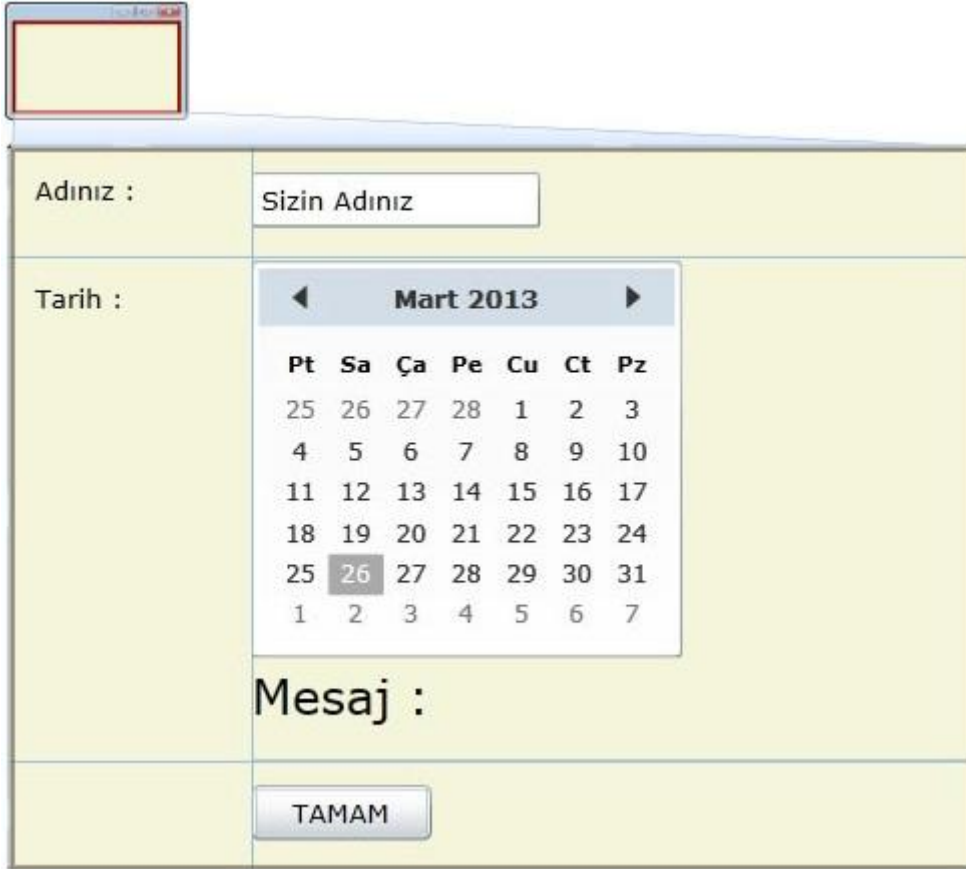 Adınız :
Sizin Adınız
Tarih :
Mart 2013
Pt Sa Ça Pe Cu Ct Pz
25 26 27 28 1 2 3
4 5 6 7 8 9 10
11 12 13 14 15 16 17
18 19 20 21 22 23 24
25 26 27 28 29 30 31
1 2 3 4 5 6 7
Mesaj :
TAMAM